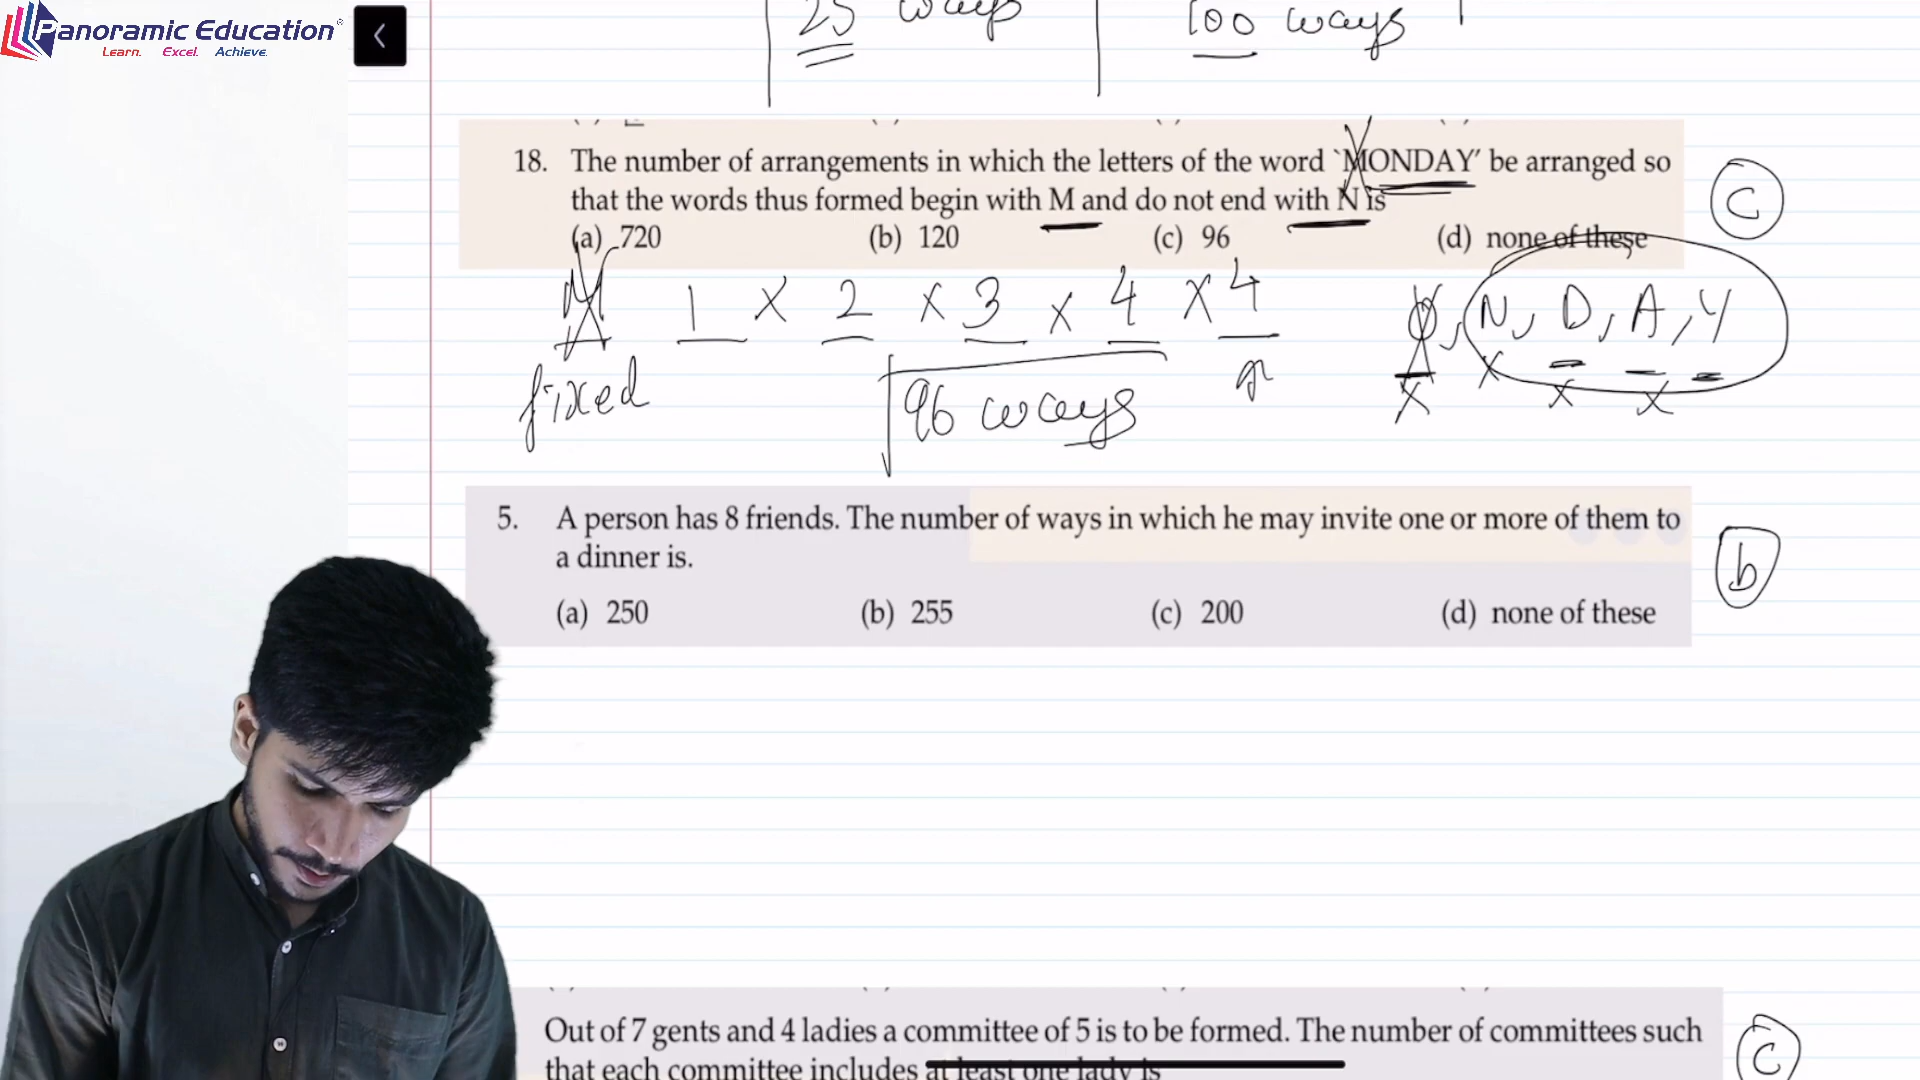 Panoramic Education®
Learn. Excel. Achieve.
25 ways 100 ways
18. The number of arrangements in which the letters of the word `MONDAY' be arranged so
that the words thus formed begin with M and do not end with N is
(a) 720 (b) 120 (c) 96 (d) none of these
C
M 1 × 2 × 3 × 4 × 4 O, N, D, A, Y
fixed 96 ways
5. A person has 8 friends. The number of ways in which he may invite one or more of them to
a dinner is.
(a) 250 (b) 255 (c) 200 (d) none of these
b
Out of 7 gents and 4 ladies a committee of 5 is to be formed. The number of committees such
that each committee includes at least one lady is
C